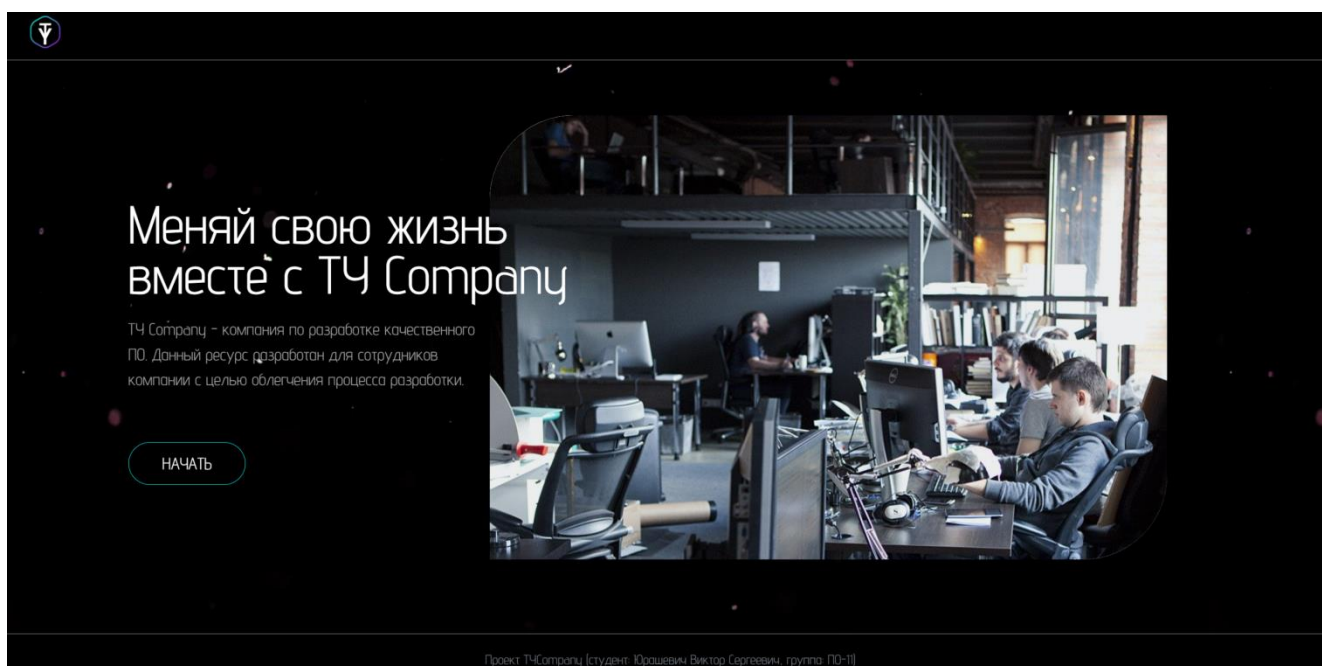 Меняй свою жизнь
вместе с ТЧ Company
ТЧ Company - компания по разработке качественного
ПО. Данный ресурс разработан для сотрудников
компании с целью облегчения процесса разработки.
НАЧАТЬ
Проект ТЧCompany (студент: Юрашевич Виктор Сергеевич, группа: ПО-11)